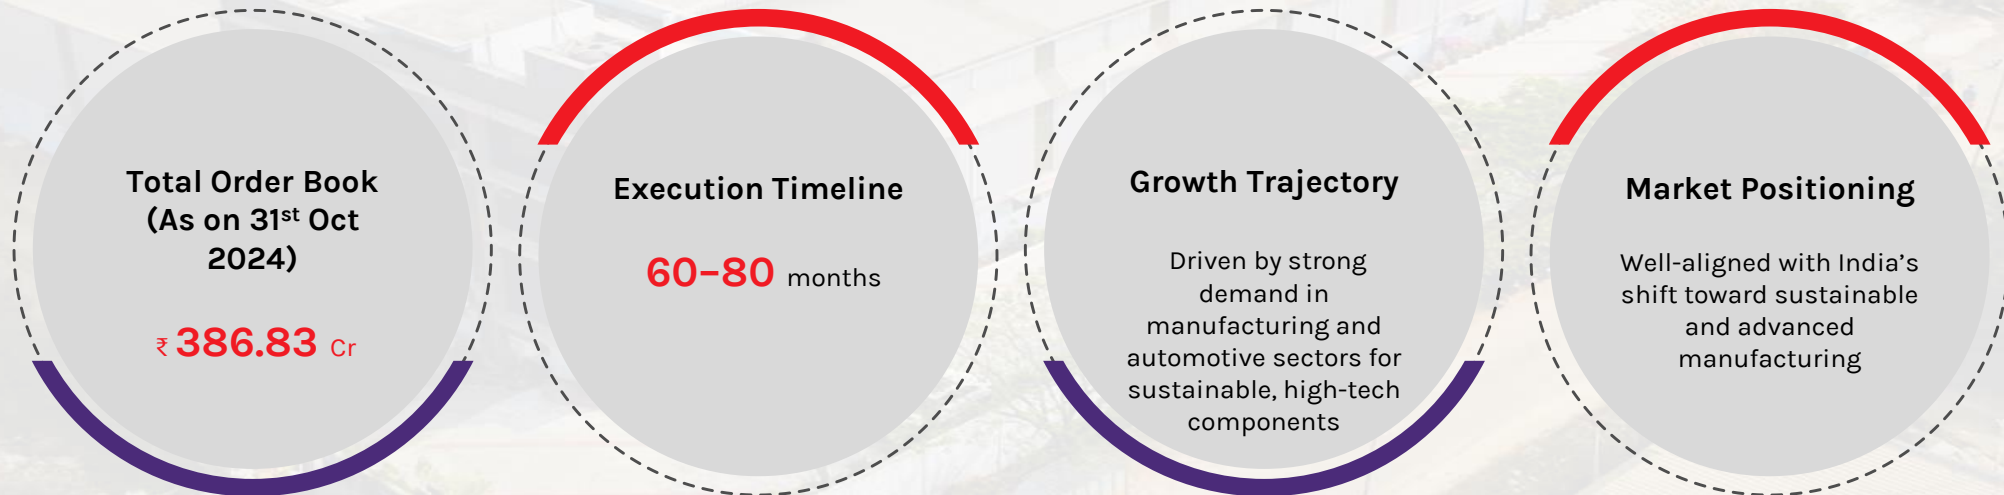 Total Order Book
(As on 31st Oct
2024)
₹ 386.83 Cr
Execution Timeline
60–80 months
Growth Trajectory
Driven by strong
demand in
manufacturing and
automotive sectors for
sustainable, high-tech
components
Market Positioning
Well-aligned with India’s
shift toward sustainable
and advanced
manufacturing